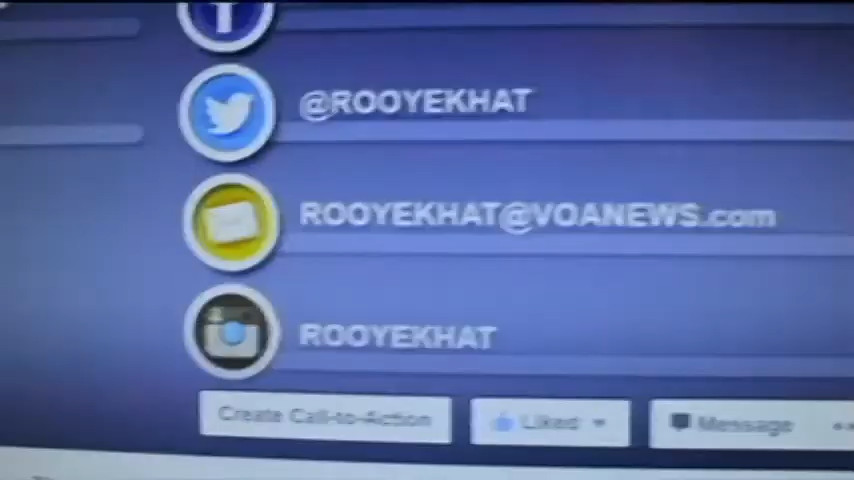 @ROOYEKHAT
ROOYEKHAT@VOANEWS.com
ROOYEKHAT
Create Call-to-Action
Liked
Message